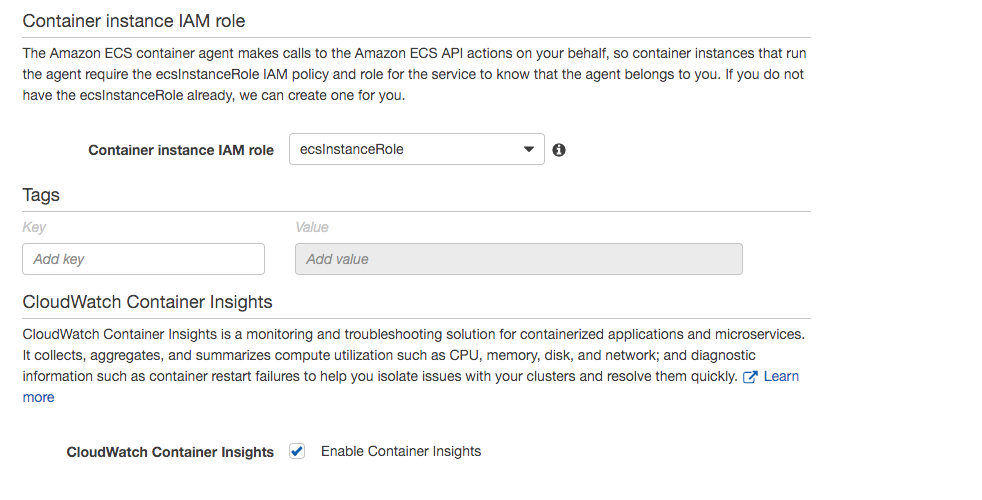 Container instance IAM role
The Amazon ECS container agent makes calls to the Amazon ECS API actions on your behalf, so container instances that run
the agent require the ecsInstanceRole IAM policy and role for the service to know that the agent belongs to you. If you do not
have the ecsInstanceRole already, we can create one for you.
Container instance IAM role ecsInstanceRole
Tags
Key Value
Add key Add value
CloudWatch Container Insights
CloudWatch Container Insights is a monitoring and troubleshooting solution for containerized applications and microservices.
It collects, aggregates, and summarizes compute utilization such as CPU, memory, disk, and network; and diagnostic
information such as container restart failures to help you isolate issues with your clusters and resolve them quickly. Learn
more
CloudWatch Container Insights Enable Container Insights